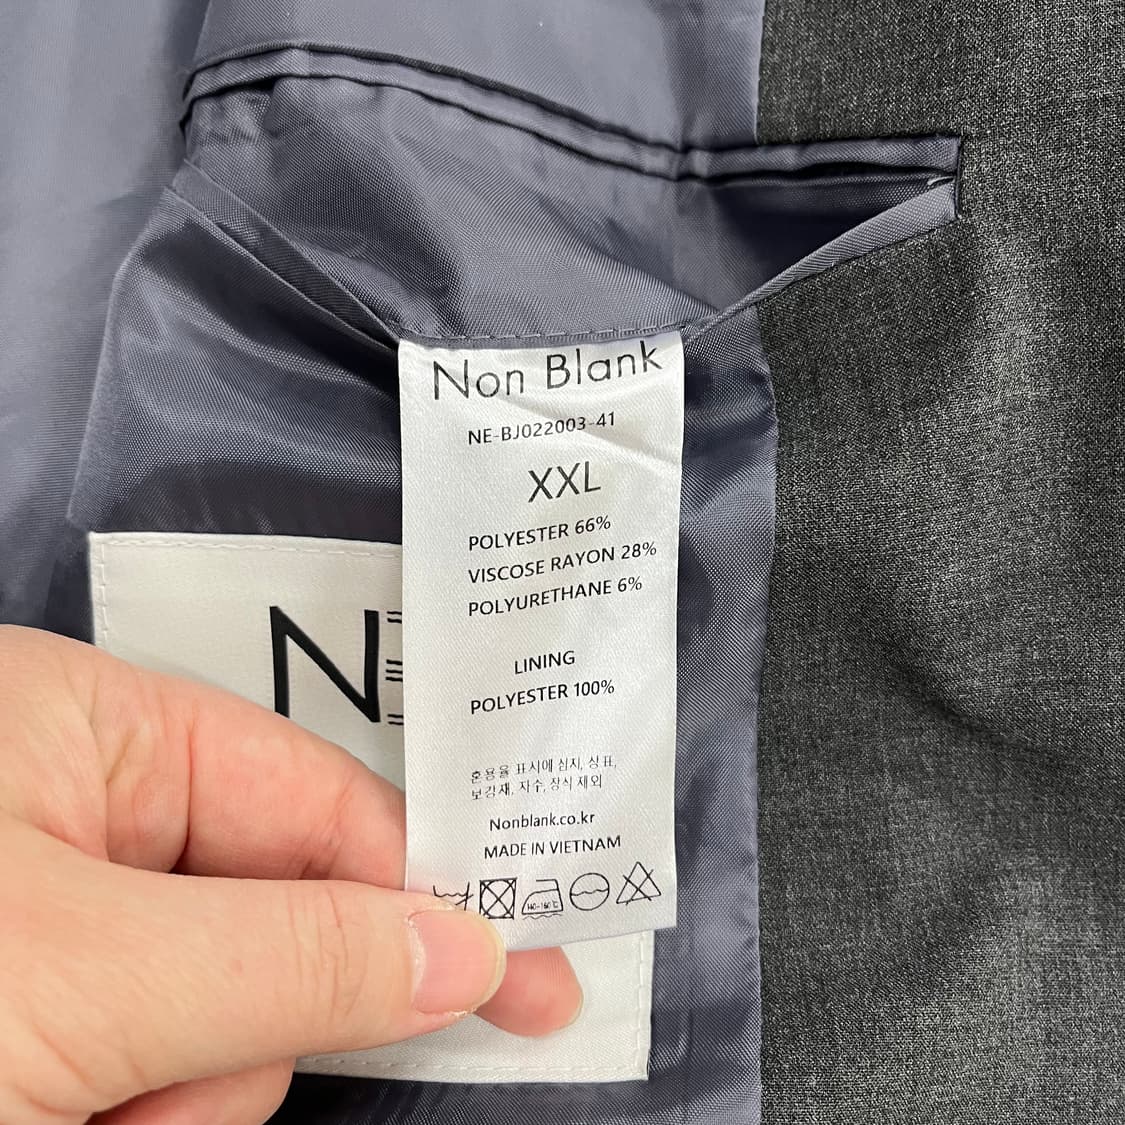 Non Blank
NE-BJ022003-41
XXL
POLYESTER 66%
VISCOSE RAYON 28%
POLYURETHANE 6%
LINING
POLYESTER 100%
혼용율 표시에 심지, 상표,
보강재, 자수, 장식 제외
Nonblank.co.kr
MADE IN VIETNAM
140-160℃
N